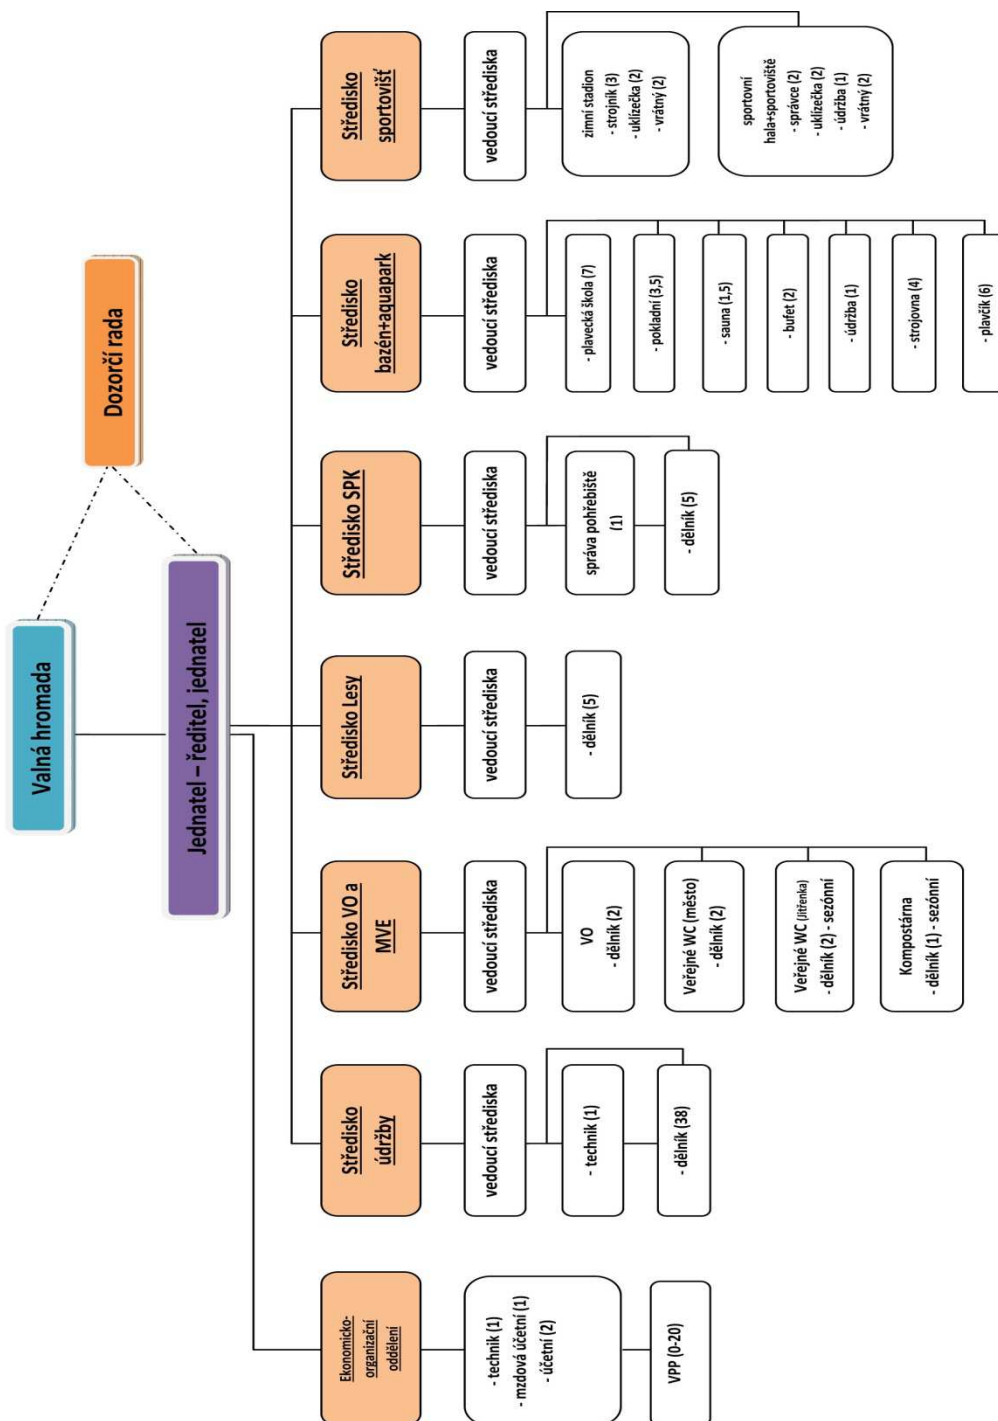 Valná hromada
Dozorčí rada
Jednatel – ředitel, jednatel
Ekonomicko-
organizační
oddělení
- technik (1)
- mzdová účetní (1)
- účetní (2)
VPP (0-20)
Středisko
údržby
vedoucí střediska
- technik (1)
- dělník (38)
Středisko VO a
MVE
vedoucí střediska
VO
- dělník (2)
Veřejné WC (město)
- dělník (2)
Veřejné WC (Jitřenka)
- dělník (2) - sezónní
Kompostárna
- dělník (1) - sezónní
Středisko Lesy
vedoucí střediska
- dělník (5)
Středisko SPK
vedoucí střediska
správa pohřebiště
(1)
- dělník (5)
Středisko
bazén+aquapark
vedoucí střediska
- plavecká škola (7)
- pokladní (3,5)
- sauna (1,5)
- bufet (2)
- údržba (1)
- strojovna (4)
- plavčík (6)
Středisko
sportovišť
vedoucí střediska
zimní stadion
- strojník (3)
- uklízečka (2)
- vrátný (2)
sportovní
hala+sportoviště
- správce (2)
- uklízečka (2)
- údržba (1)
- vrátný (2)